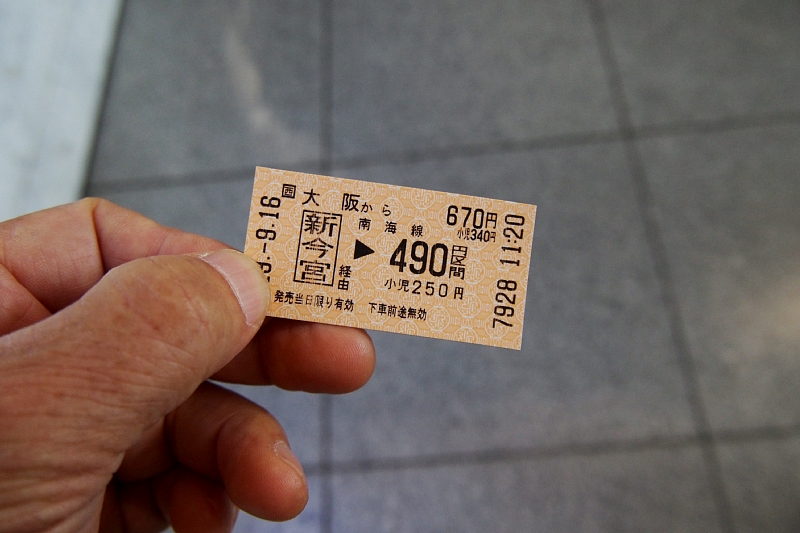 西 大阪から 670円
小児340円
新今宮経由 ▶ 南海線 490円区間
小児250円
発売当日限り有効 下車前途無効
.-9.16
7928 11:20